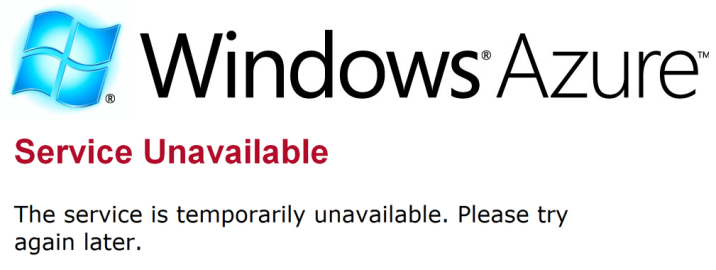 Windows® Azure™
Service Unavailable
The service is temporarily unavailable. Please try
again later.